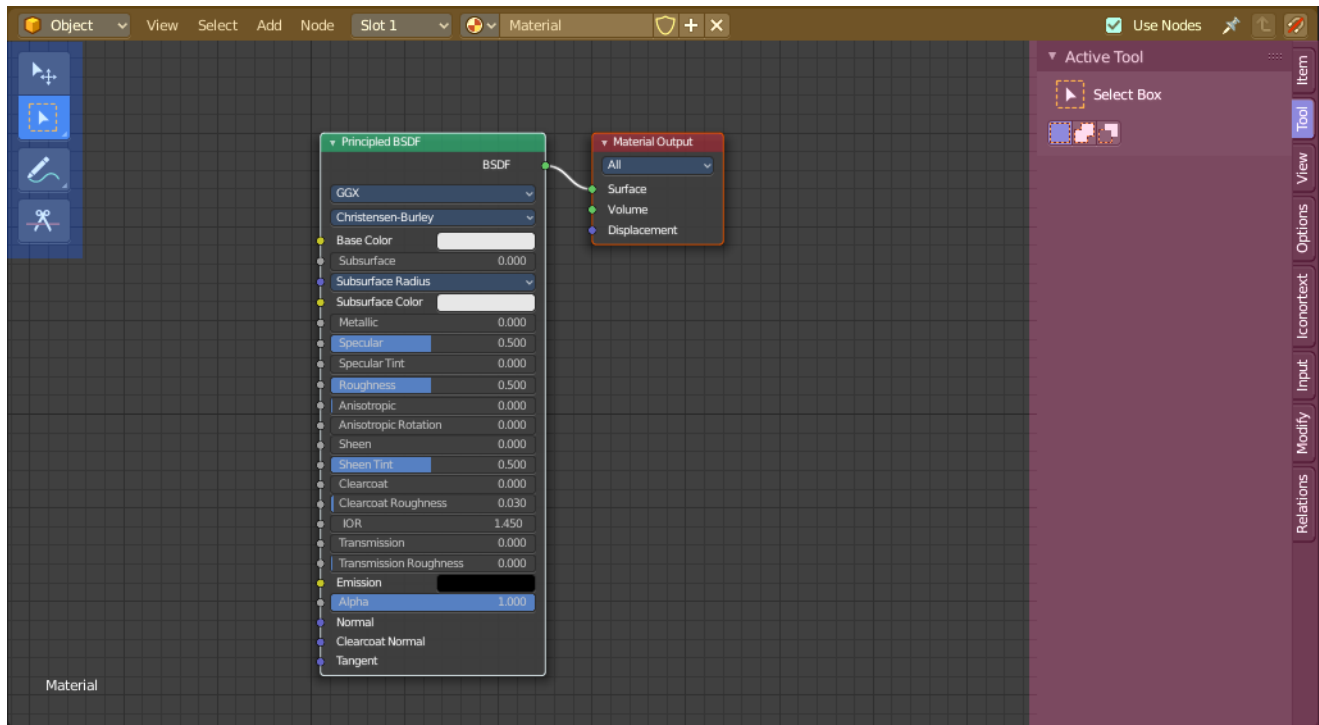 Object View Select Add Node Slot 1 Material Use Nodes
Active Tool
Select Box
Item
Tool
View
Options
Iconortext
Input
Modify
Relations
Principled BSDF
BSDF
GGX
Christensen-Burley
Base Color
Subsurface 0.000
Subsurface Radius
Subsurface Color
Metallic 0.000
Specular 0.500
Specular Tint 0.000
Roughness 0.500
Anisotropic 0.000
Anisotropic Rotation 0.000
Sheen 0.000
Sheen Tint 0.500
Clearcoat 0.000
Clearcoat Roughness 0.030
IOR 1.450
Transmission 0.000
Transmission Roughness 0.000
Emission
Alpha 1.000
Normal
Clearcoat Normal
Tangent
Material Output
All
Surface
Volume
Displacement
Material